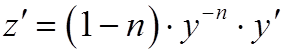 z′ = (1 − n) · y⁻ⁿ · y′